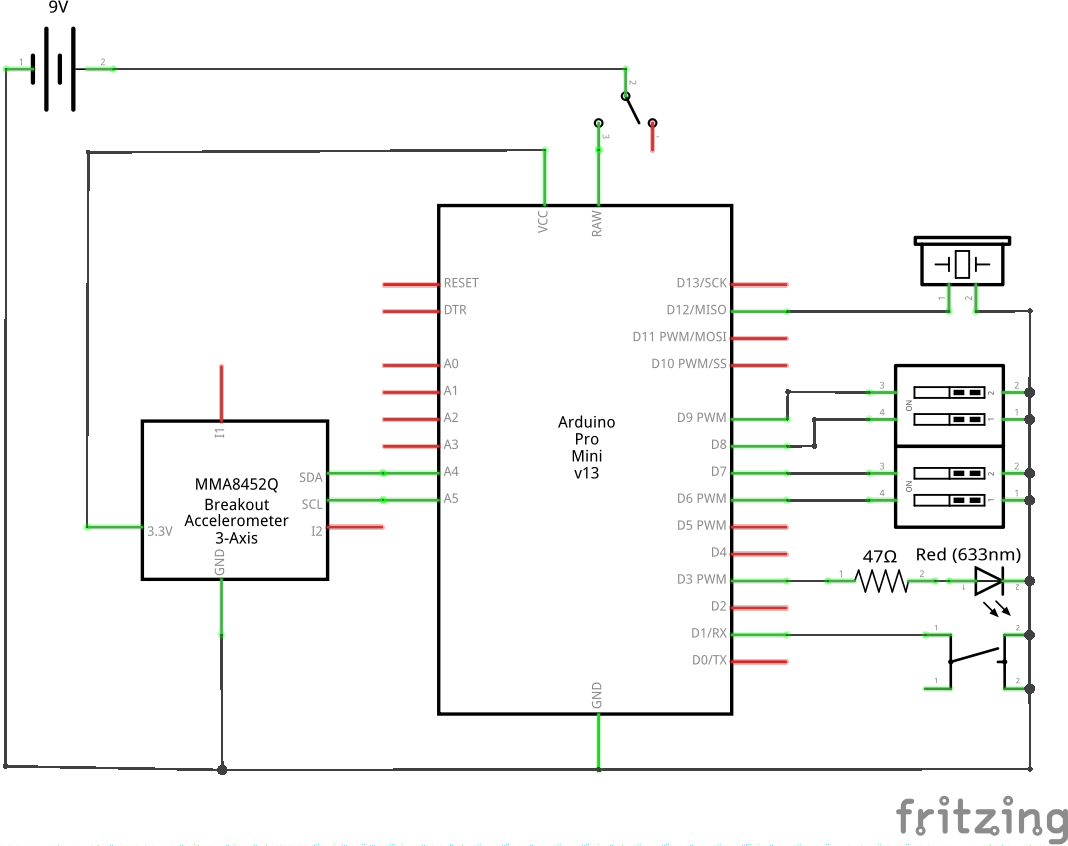 9V
1
2
2
3
1
VCC
RAW
RESET
D13/SCK
DTR
D12/MISO
1
2
D11 PWM/MOSI
A0
D10 PWM/SS
A1
3
ON
2
2
A2
D9 PWM
4
1
1
Arduino
Pro
Mini
v13
I1
A3
D8
MMA8452Q
Breakout
Accelerometer
3-Axis
SDA
A4
D7
3
ON
2
2
SCL
A5
D6 PWM
4
1
1
3.3V
I2
D5 PWM
GND
D4
47Ω
Red (633nm)
D3 PWM
1
2
1
2
D2
D1/RX
1
2
D0/TX
1
2
GND
fritzing